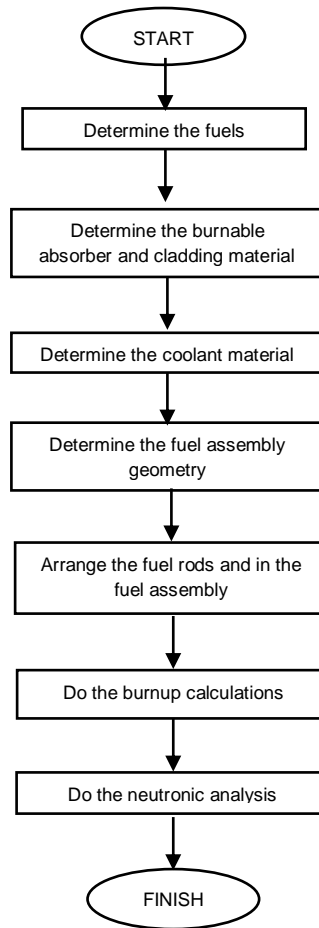 START
Determine the fuels
Determine the burnable
absorber and cladding material
Determine the coolant material
Determine the fuel assembly
geometry
Arrange the fuel rods and in the
fuel assembly
Do the burnup calculations
Do the neutronic analysis
FINISH